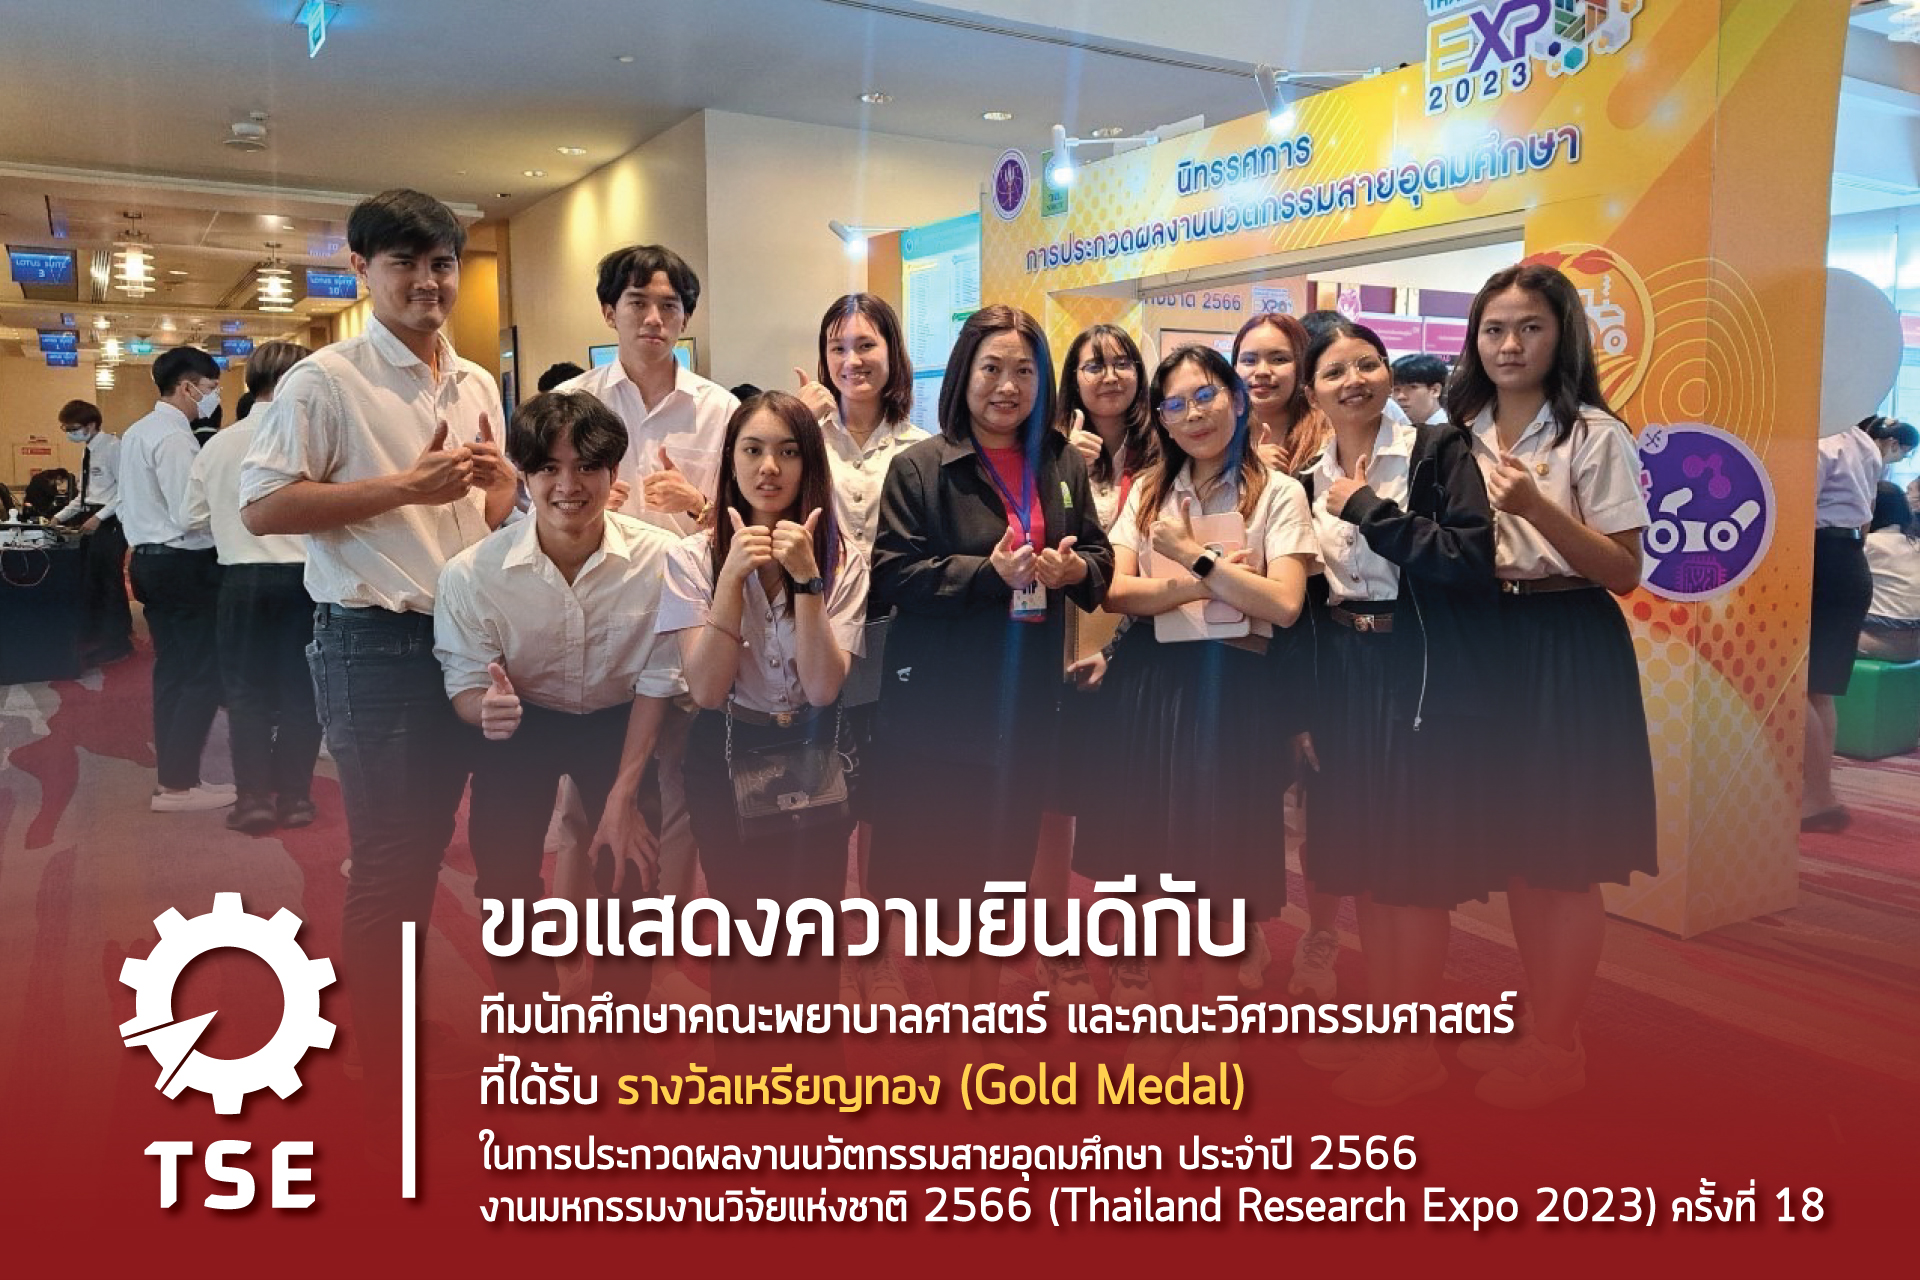 EXPO
2023
นิทรรศการ
การประกวดผลงานนวัตกรรมสายอุดมศึกษา
2566
EXPO
LOTUS SUITE
3
LOTUS SUITE
10
ขอแสดงความยินดีกับ
ทีมนักศึกษาคณะพยาบาลศาสตร์ และคณะวิศวกรรมศาสตร์
ที่ได้รับ รางวัลเหรียญทอง (Gold Medal)
ในการประกวดผลงานนวัตกรรมสายอุดมศึกษา ประจำปี 2566
งานมหกรรมงานวิจัยแห่งชาติ 2566 (Thailand Research Expo 2023) ครั้งที่ 18
TSE